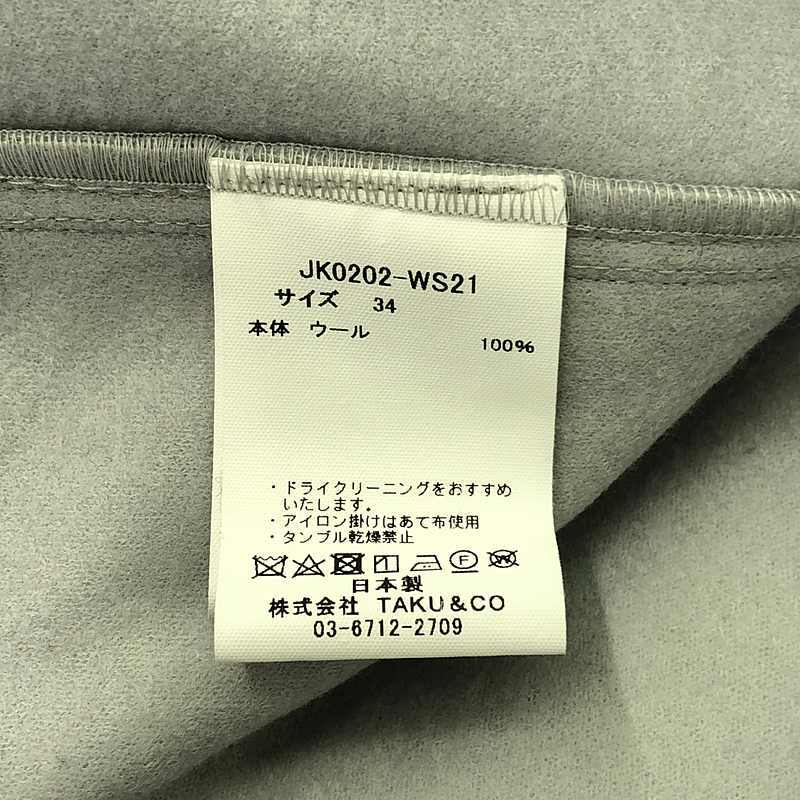 JK0202-WS21
サイズ 34
本体 ウール 100%
・ドライクリーニングをおすすめ
いたします。
・アイロン掛けはあて布使用
・タンブル乾燥禁止
F W
日本製
株式会社 TAKU&CO
03-6712-2709